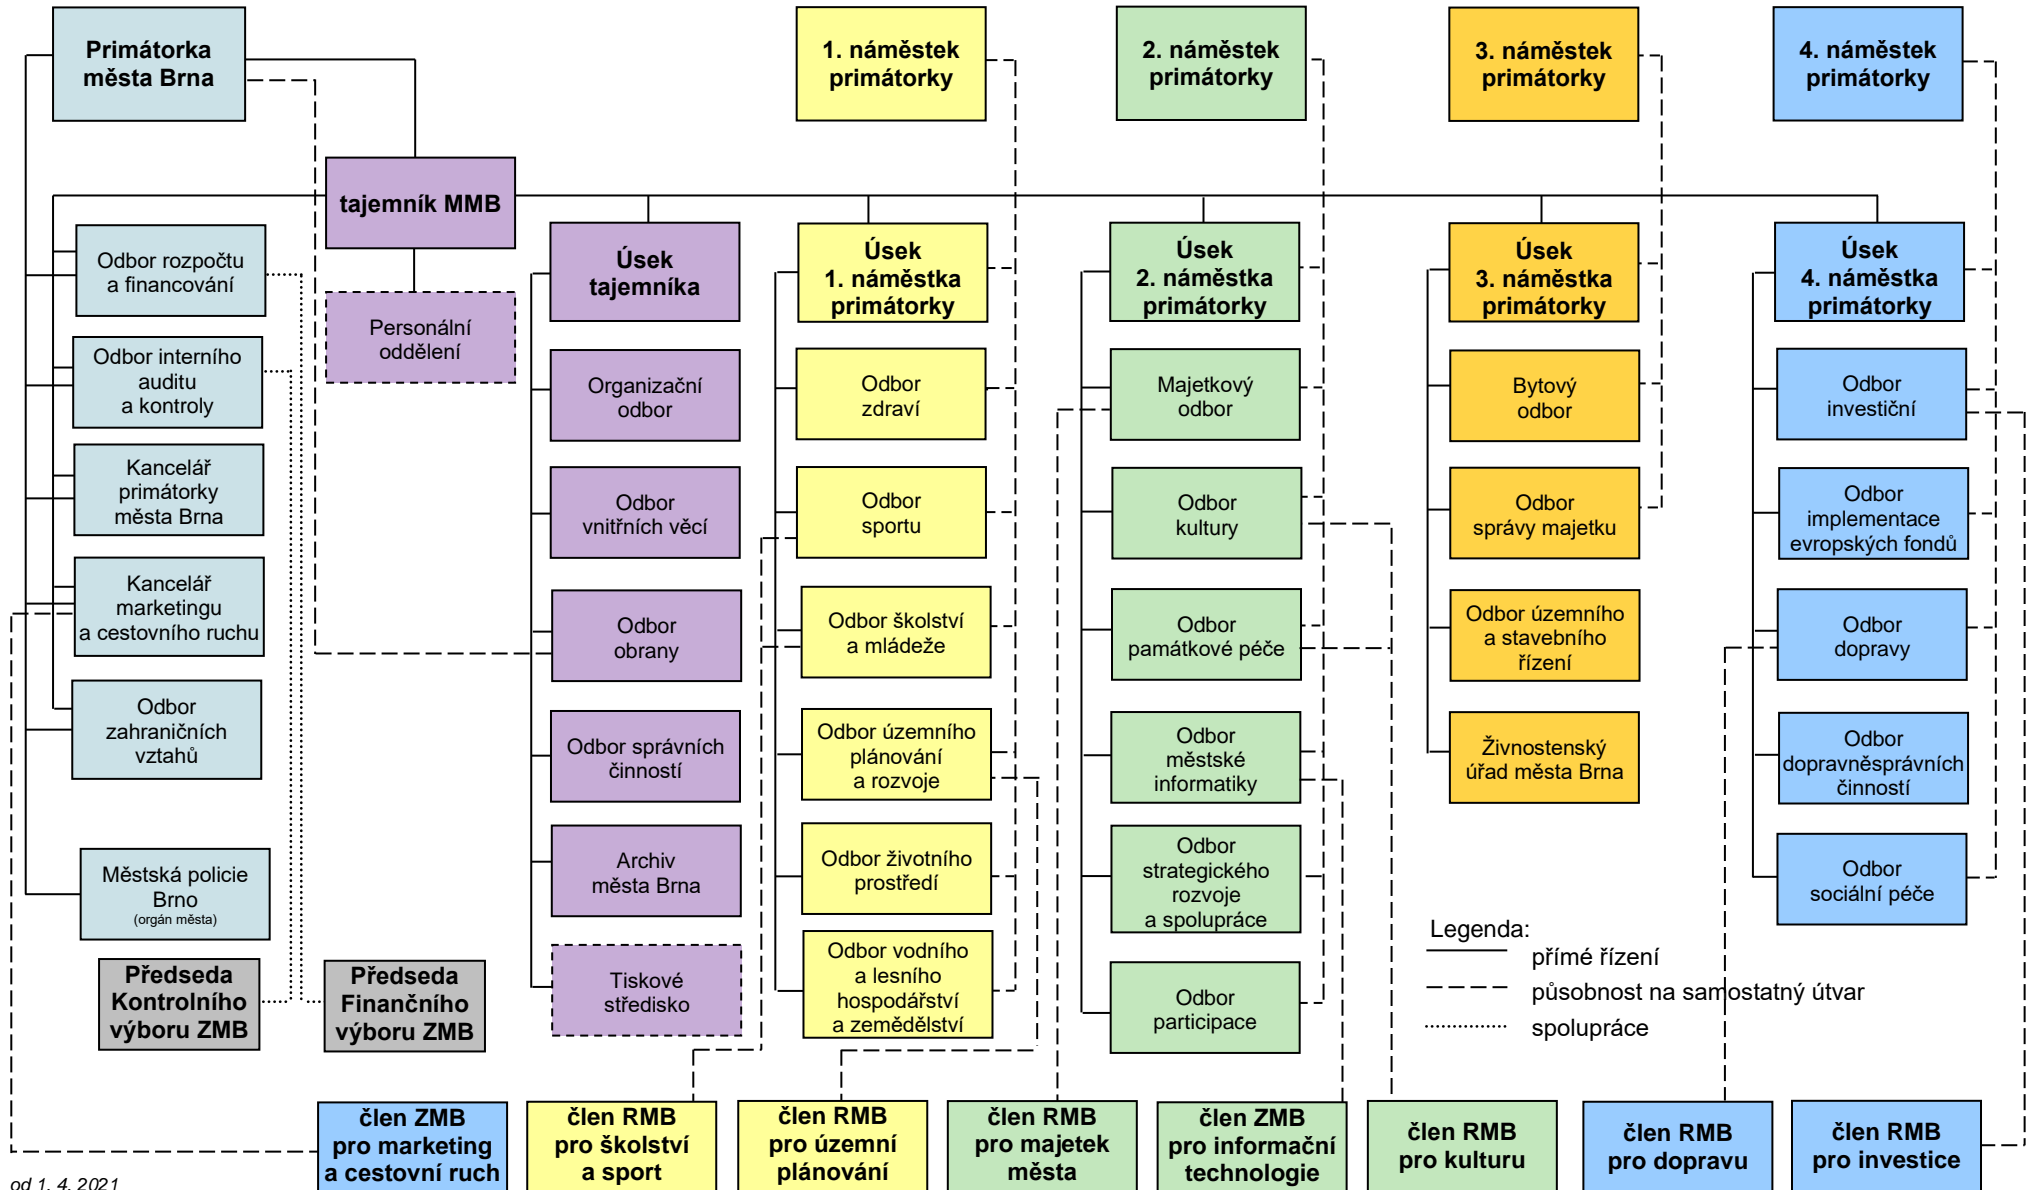 Primátorka
města Brna
1. náměstek
primátorky
2. náměstek
primátorky
3. náměstek
primátorky
4. náměstek
primátorky
tajemník MMB
Personální
oddělení
Odbor rozpočtu
a financování
Odbor interního
auditu
a kontroly
Kancelář
primátorky
města Brna
Kancelář
marketingu
a cestovního ruchu
Odbor
zahraničních
vztahů
Městská policie
Brno
(orgán města)
Předseda
Kontrolního
výboru ZMB
Předseda
Finančního
výboru ZMB
Úsek
tajemníka
Organizační
odbor
Odbor
vnitřních věcí
Odbor
obrany
Odbor správních
činností
Archiv
města Brna
Tiskové
středisko
Úsek
1. náměstka
primátorky
Odbor
zdraví
Odbor
sportu
Odbor školství
a mládeže
Odbor územního
plánování
a rozvoje
Odbor životního
prostředí
Odbor vodního
a lesního
hospodářství
a zemědělství
Úsek
2. náměstka
primátorky
Majetkový
odbor
Odbor
kultury
Odbor
památkové péče
Odbor
městské
informatiky
Odbor
strategického
rozvoje
a spolupráce
Odbor
participace
Úsek
3. náměstka
primátorky
Bytový
odbor
Odbor
správy majetku
Odbor územního
a stavebního
řízení
Živnostenský
úřad města Brna
Úsek
4. náměstka
primátorky
Odbor
investiční
Odbor
implementace
evropských fondů
Odbor
dopravy
Odbor
dopravněsprávních
činností
Odbor
sociální péče
Legenda:
přímé řízení
působnost na samostatný útvar
spolupráce
člen ZMB
pro marketing
a cestovní ruch
člen RMB
pro školství
a sport
člen RMB
pro územní
plánování
člen RMB
pro majetek
města
člen ZMB
pro informační
technologie
člen RMB
pro kulturu
člen RMB
pro dopravu
člen RMB
pro investice
od 1. 4. 2021